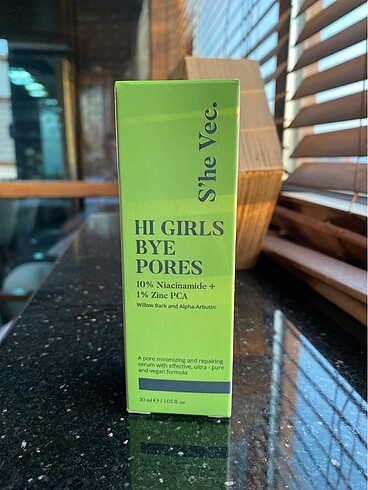 S'he Vec.
HI GIRLS
BYE
PORES
10% Niacinamide +
1% Zinc PCA
Willow Bark and Alpha-Arbutin
A pore minimizing and repairing
serum with effective, ultra - pure
and vegan formula
30 ml ℮ / 1.02 fl oz